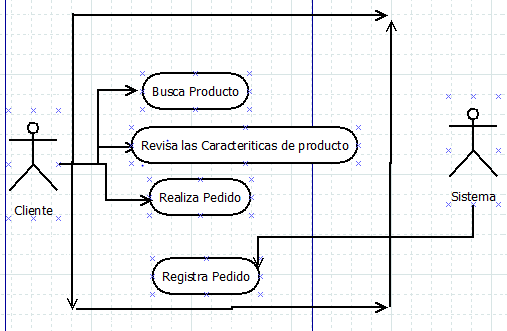 Busca Producto
Revisa las Caracteriticas de producto
Realiza Pedido
Sistema
Cliente
Registra Pedido